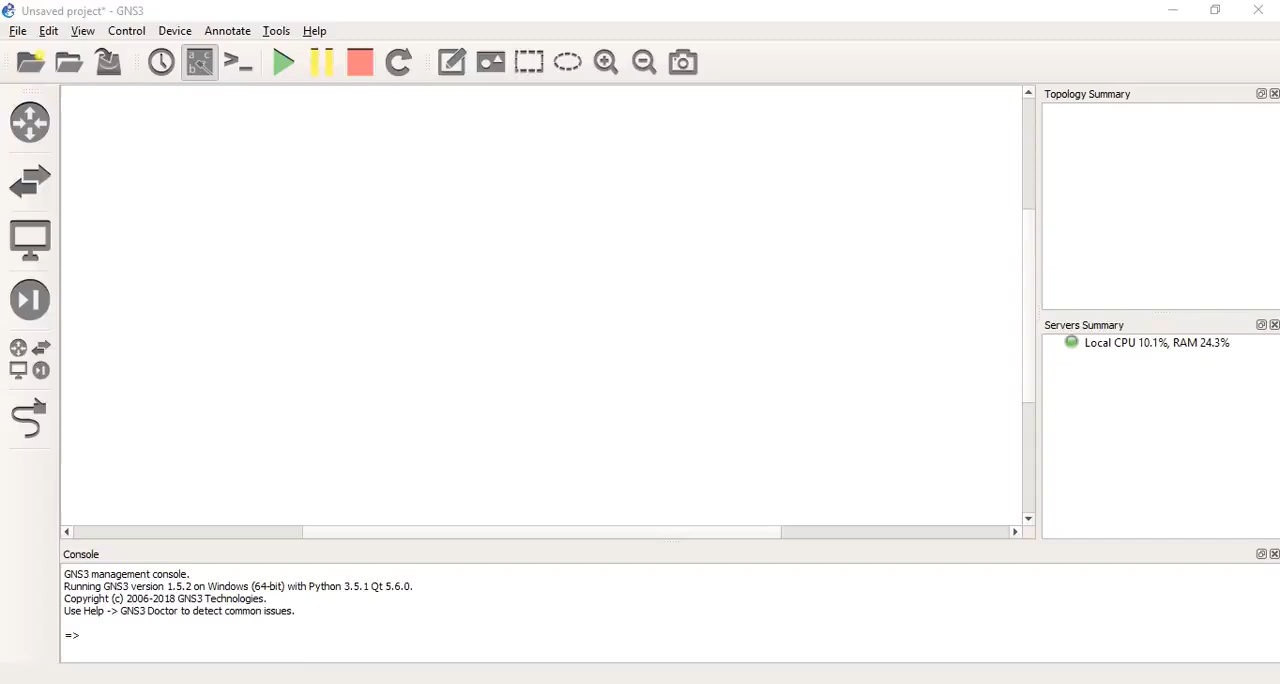 Unsaved project* - GNS3
File Edit View Control Device Annotate Tools Help
Topology Summary
Servers Summary
Local CPU 10.1%, RAM 24.3%
Console
GNS3 management console.
Running GNS3 version 1.5.2 on Windows (64-bit) with Python 3.5.1 Qt 5.6.0.
Copyright (c) 2006-2018 GNS3 Technologies.
Use Help -> GNS3 Doctor to detect common issues.
=>